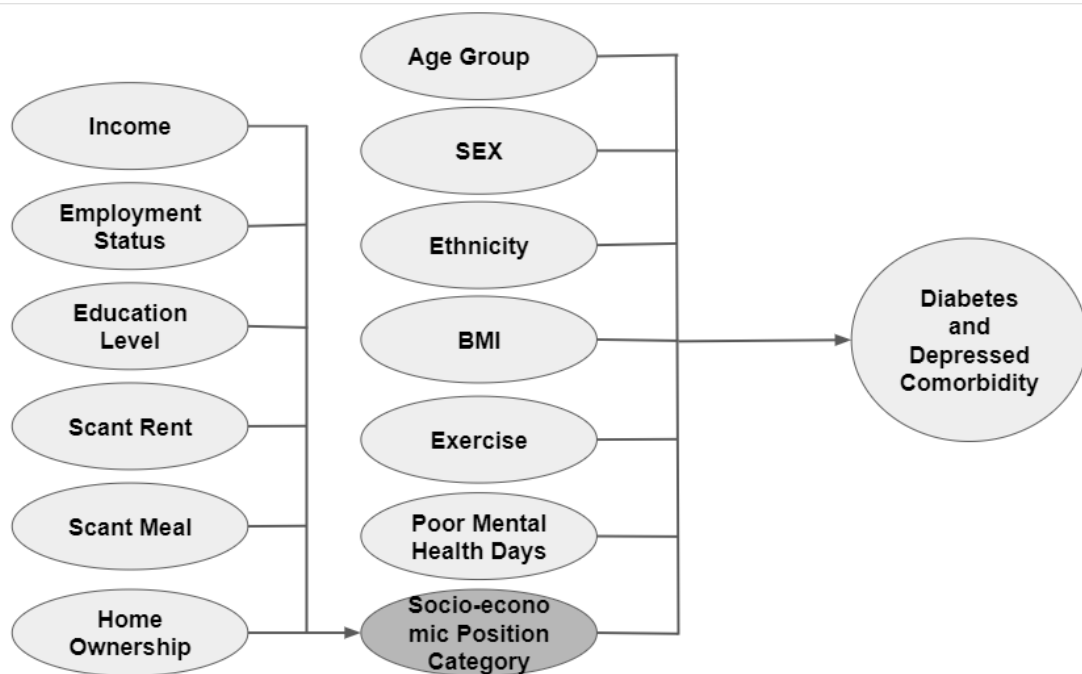 Income
Employment
Status
Education
Level
Scant Rent
Scant Meal
Home
Ownership
Age Group
SEX
Ethnicity
BMI
Exercise
Poor Mental
Health Days
Socio-econo
mic Position
Category
Diabetes
and
Depressed
Comorbidity